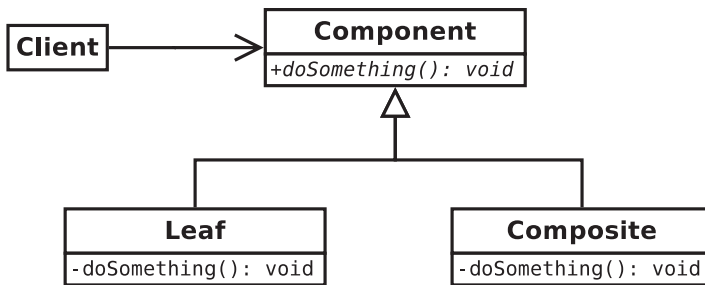 Client
Component
+doSomething(): void
Leaf
-doSomething(): void
Composite
-doSomething(): void